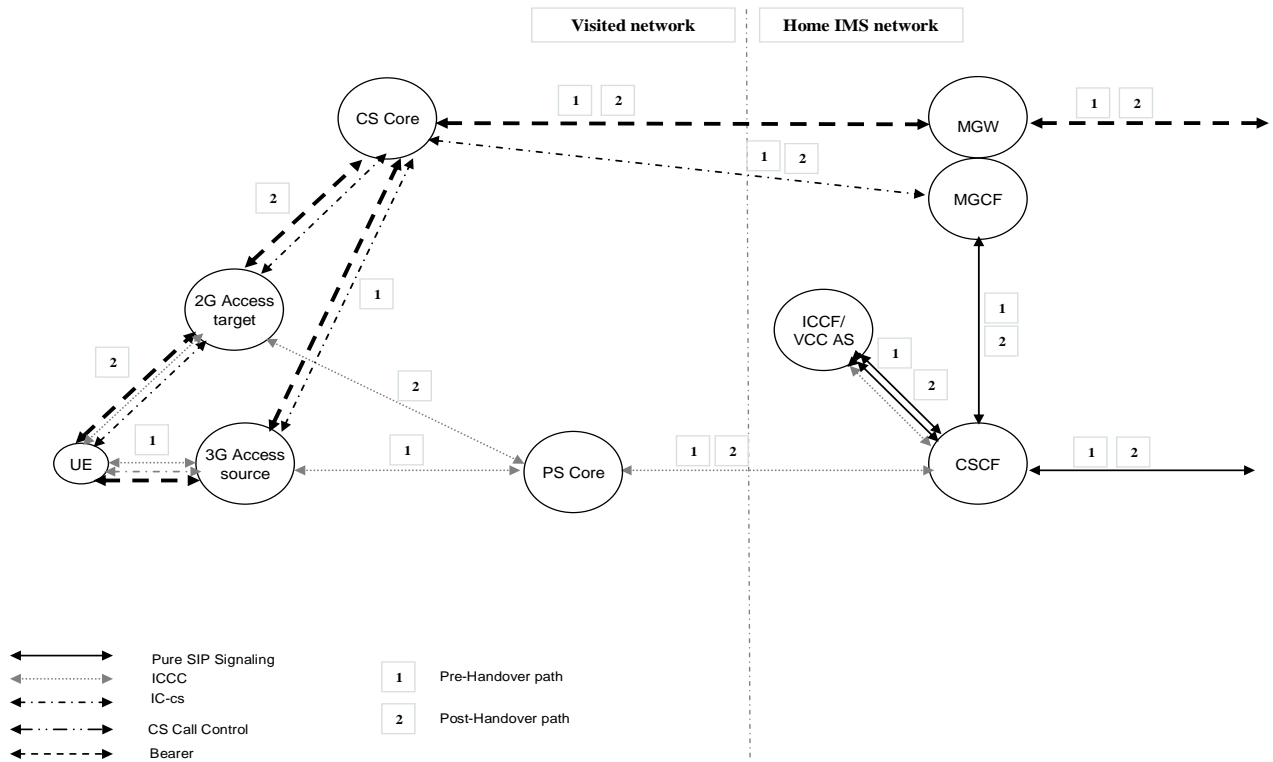 Visited network
Home IMS network
1 2
1 2
CS Core
MGW
1 2
2
MGCF
2G Access
target
1
1
2
ICCF/
VCC AS
1
2
2
2
1
1
1 2
UE
3G Access
source
PS Core
CSCF
1 2
Pure SIP Signaling
ICCC
IC-cs
CS Call Control
Bearer
1 Pre-Handover path
2 Post-Handover path